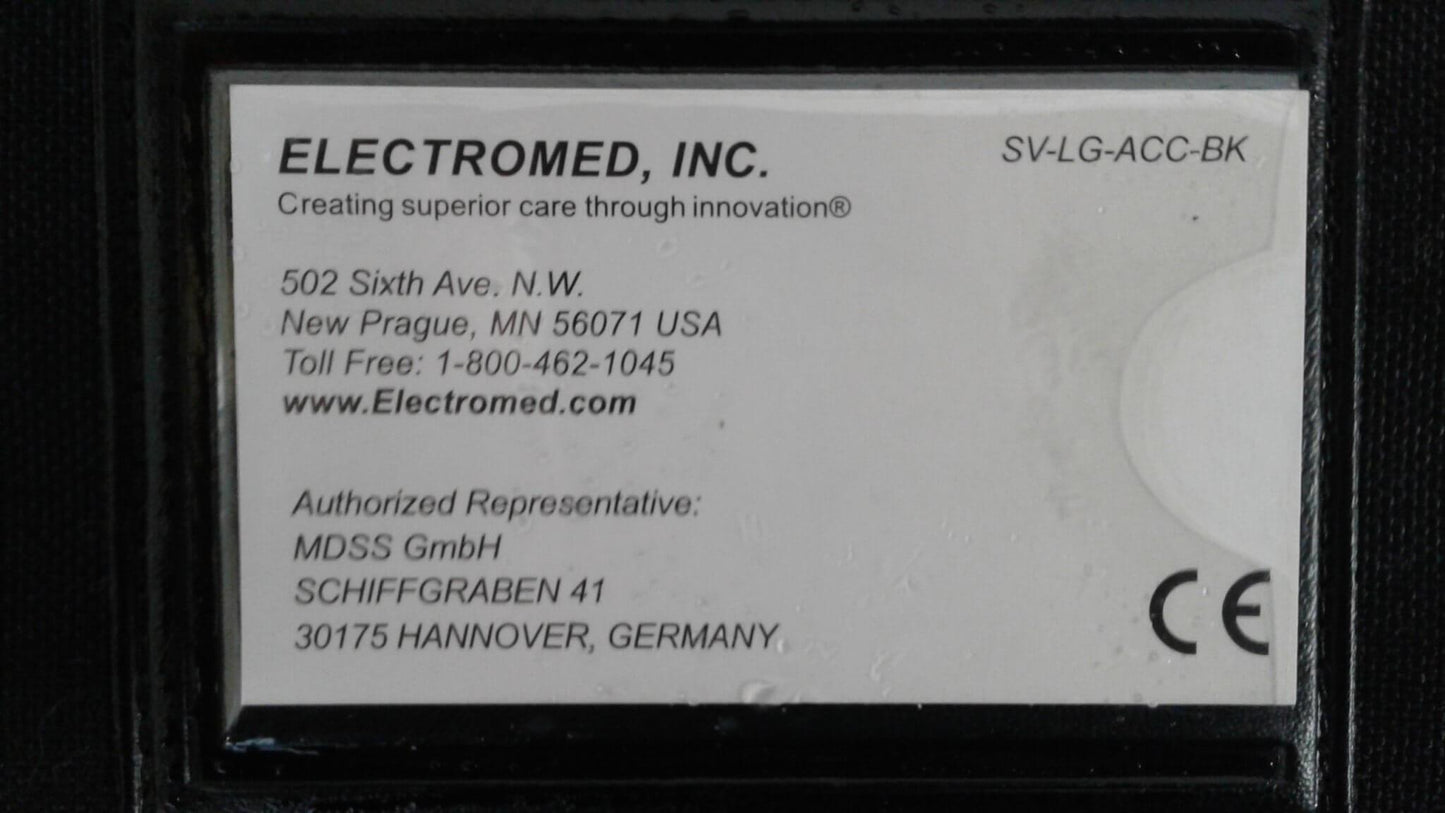 ELECTROMED, INC.
SV-LG-ACC-BK
Creating superior care through innovation®
502 Sixth Ave. N.W.
New Prague, MN 56071 USA
Toll Free: 1-800-462-1045
www.Electromed.com
Authorized Representative:
MDSS GmbH
SCHIFFGRABEN 41
30175 HANNOVER, GERMANY
CE